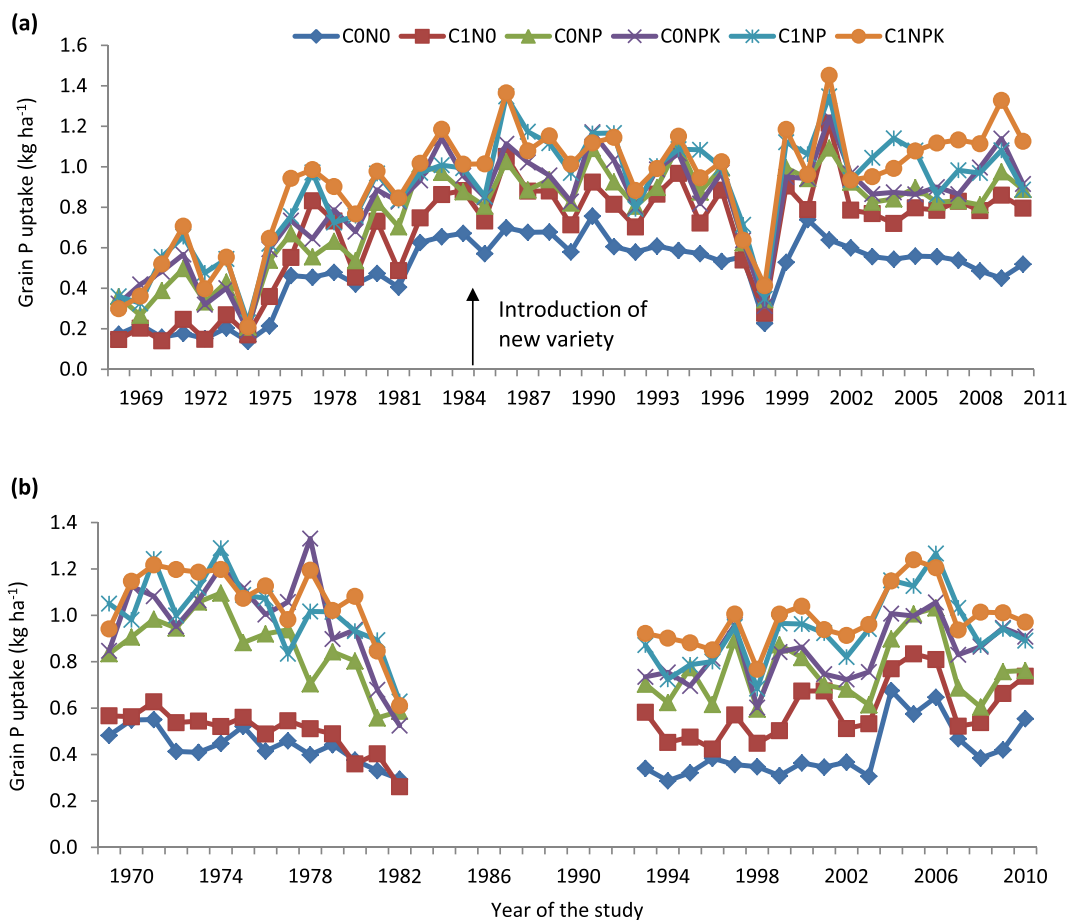 (a)
C0N0 C1N0 C0NP C0NPK C1NP C1NPK
Grain P uptake (kg ha⁻¹)
1.6
1.4
1.2
1.0
0.8
0.6
0.4
0.2
0.0
Introduction of
new variety
1969 1972 1975 1978 1981 1984 1987 1990 1993 1996 1999 2002 2005 2008 2011
(b)
Grain P uptake (kg ha⁻¹)
1.4
1.2
1.0
0.8
0.6
0.4
0.2
0.0
1970 1974 1978 1982 1986 1990 1994 1998 2002 2006 2010
Year of the study